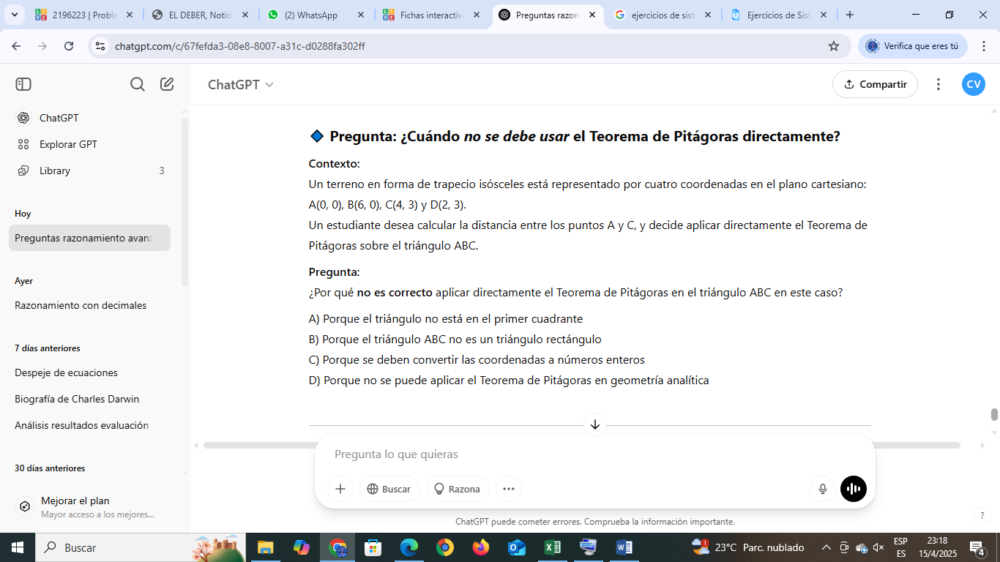 2196223 | Proble
EL DEBER, Notici
(2) WhatsApp
Fichas interactiva
Preguntas razon
ejercicios de sist
Ejercicios de Sist
chatgpt.com/c/67fefda3-08e8-8007-a31c-d0288fa302ff
Verifica que eres tú
ChatGPT
Compartir
CV
ChatGPT
Explorar GPT
Library 3
Hoy
Preguntas razonamiento avanz
Ayer
Razonamiento con decimales
7 días anteriores
Despeje de ecuaciones
Biografía de Charles Darwin
Análisis resultados evaluación
30 días anteriores
Mejorar el plan
Mayor acceso a los mejores...
Pregunta: ¿Cuándo no se debe usar el Teorema de Pitágoras directamente?
Contexto:
Un terreno en forma de trapecio isósceles está representado por cuatro coordenadas en el plano cartesiano:
A(0, 0), B(6, 0), C(4, 3) y D(2, 3).
Un estudiante desea calcular la distancia entre los puntos A y C, y decide aplicar directamente el Teorema de
Pitágoras sobre el triángulo ABC.
Pregunta:
¿Por qué no es correcto aplicar directamente el Teorema de Pitágoras en el triángulo ABC en este caso?
A) Porque el triángulo no está en el primer cuadrante
B) Porque el triángulo ABC no es un triángulo rectángulo
C) Porque se deben convertir las coordenadas a números enteros
D) Porque no se puede aplicar el Teorema de Pitágoras en geometría analítica
Pregunta lo que quieras
Buscar
Razona
ChatGPT puede cometer errores. Comprueba la información importante.
?
Buscar
1
23°C Parc. nublado
ESP
ES
23:18
15/4/2025
4